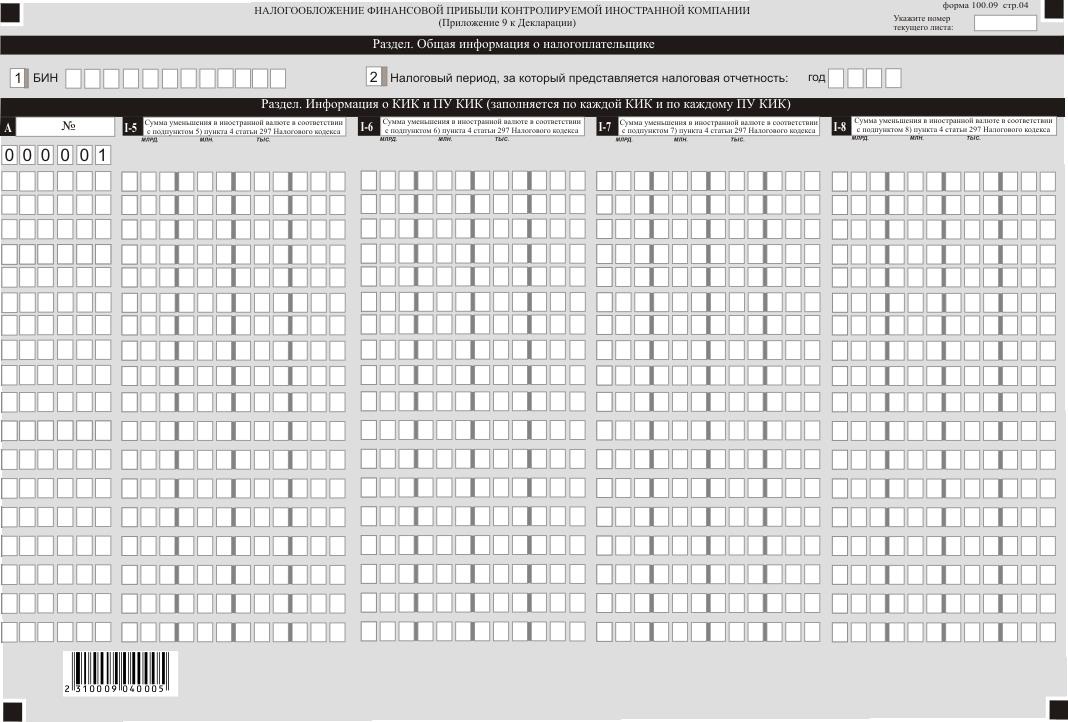 НАЛОГООБЛОЖЕНИЕ ФИНАНСОВОЙ ПРИБЫЛИ КОНТРОЛИРУЕМОЙ ИНОСТРАННОЙ КОМПАНИИ
(Приложение 9 к Декларации)
форма 100.09 стр.04
Укажите номер
текущего листа:
Раздел. Общая информация о налогоплательщике
1 БИН
2 Налоговый период, за который представляется налоговая отчетность: год
Раздел. Информация о КИК и ПУ КИК (заполняется по каждой КИК и по каждому ПУ КИК)
A №
I-5 Сумма уменьшения в иностранной валюте в соответствии
с подпунктом 5) пункта 4 статьи 297 Налогового кодекса
млрд. млн. тыс.
I-6 Сумма уменьшения в иностранной валюте в соответствии
с подпунктом 6) пункта 4 статьи 297 Налогового кодекса
млрд. млн. тыс.
I-7 Сумма уменьшения в иностранной валюте в соответствии
с подпунктом 7) пункта 4 статьи 297 Налогового кодекса
млрд. млн. тыс.
I-8 Сумма уменьшения в иностранной валюте в соответствии
с подпунктом 8) пункта 4 статьи 297 Налогового кодекса
млрд. млн. тыс.
000001
2 310009 040005